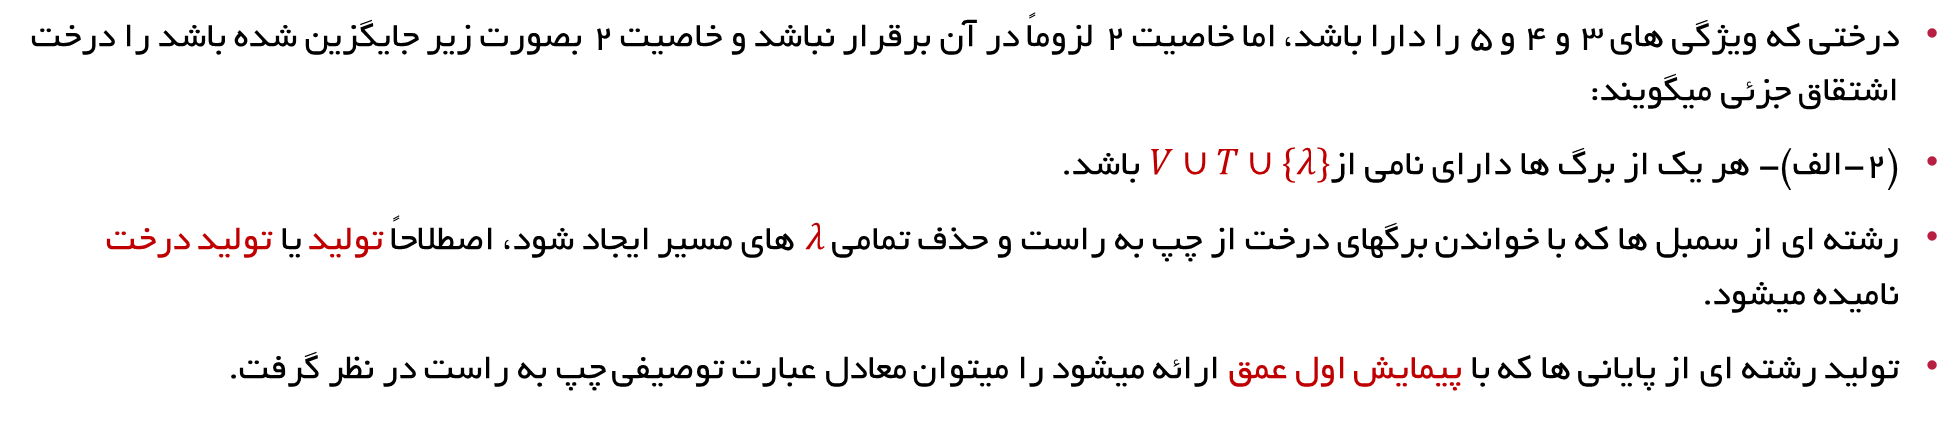 • درختی که ویژگی های ۳ و ۴ و ۵ را دارا باشد، اما خاصیت ۲ لزوماً در آن برقرار نباشد و خاصیت ۲ بصورت زیر جایگزین شده باشد را درخت
اشتقاق جزئی میگویند:
• (۲-الف)- هر یک از برگ ها دارای نامی از V ∪ T ∪ {λ} باشد.
• رشته ای از سمبل ها که با خواندن برگهای درخت از چپ به راست و حذف تمامی λ های مسیر ایجاد شود، اصطلاحاً تولید یا تولید درخت
نامیده میشود.
• تولید رشته ای از پایانی ها که با پیمایش اول عمق ارائه میشود را میتوان معادل عبارت توصیفی چپ به راست در نظر گرفت.